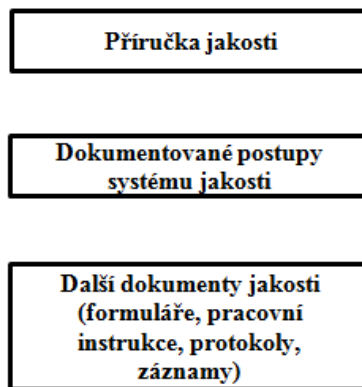 Příručka jakosti
Dokumentované postupy
systému jakosti
Další dokumenty jakosti
(formuláře, pracovní
instrukce, protokoly,
záznamy)